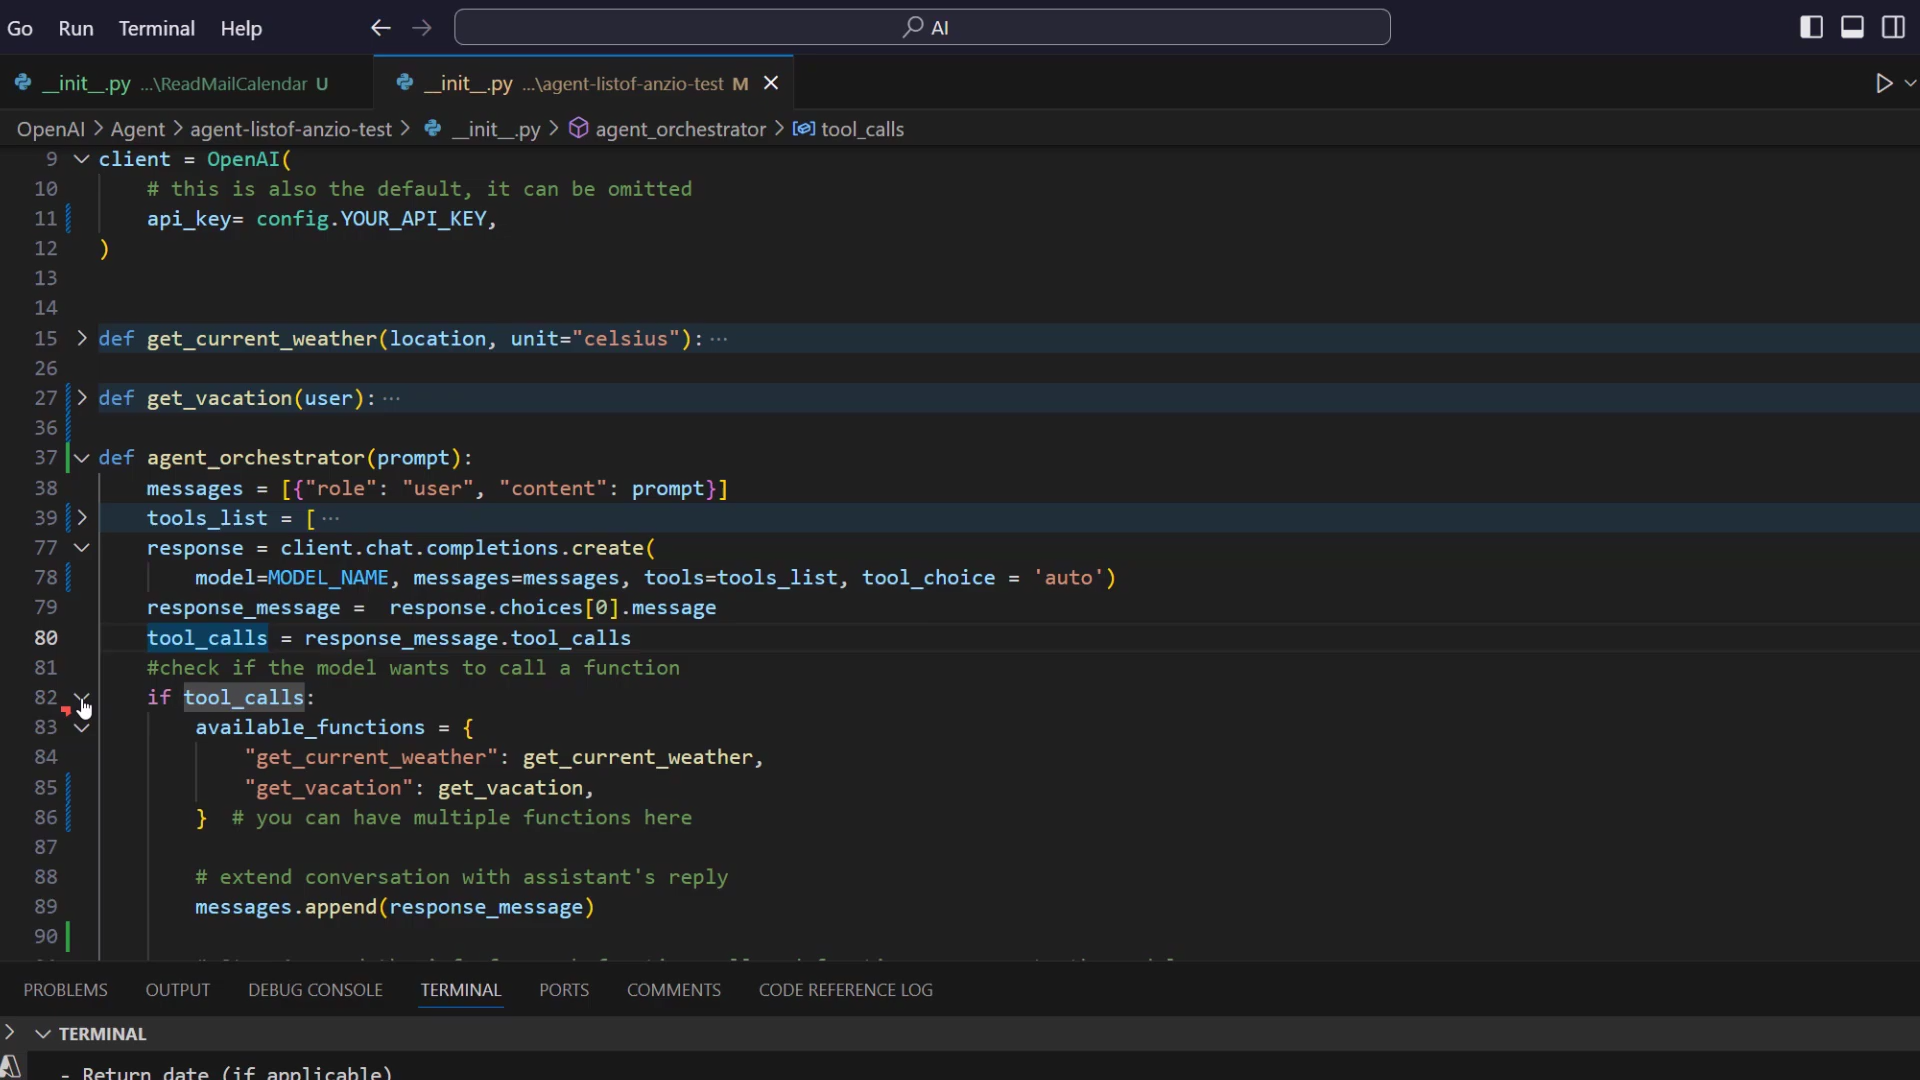 Go Run Terminal Help AI
__init__.py ...\ReadMailCalendar U __init__.py ...\agent-listof-anzio-test M
OpenAI > Agent > agent-listof-anzio-test > __init__.py > agent_orchestrator > tool_calls
9 client = OpenAI(
10 # this is also the default, it can be omitted
11 api_key= config.YOUR_API_KEY,
12 )
13
14
15 def get_current_weather(location, unit="celsius"): ...
26
27 def get_vacation(user): ...
36
37 def agent_orchestrator(prompt):
38 messages = [{"role": "user", "content": prompt}]
39 tools_list = [ ...
77 response = client.chat.completions.create(
78 model=MODEL_NAME, messages=messages, tools=tools_list, tool_choice = 'auto')
79 response_message =  response.choices[0].message
80 tool_calls = response_message.tool_calls
81 #check if the model wants to call a function
82 if tool_calls:
83 available_functions = {
84 "get_current_weather": get_current_weather,
85 "get_vacation": get_vacation,
86 }  # you can have multiple functions here
87
88 # extend conversation with assistant's reply
89 messages.append(response_message)
90
PROBLEMS OUTPUT DEBUG CONSOLE TERMINAL PORTS COMMENTS CODE REFERENCE LOG
TERMINAL
- Return date (if applicable)